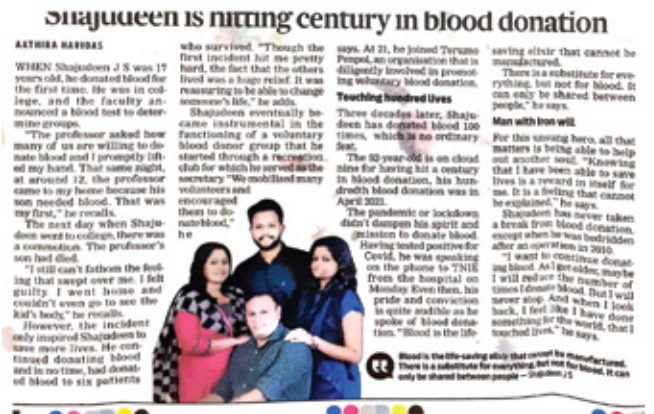 Shajudeen is hitting century in blood donation
AATHIRA HARIDAS
WHEN Shajudeen J S was 17
years old, he donated blood for
the first time. He was in col-
lege, and the faculty an-
nounced a blood test to deter-
mine groups.
"The professor asked how
many of us are willing to do-
nate blood and I promptly lift-
ed my hand. That same night,
at around 12, the professor
came to my home because his
son needed blood. That was
my first," he recalls.
The next day when Shaju-
deen went to college, there was
a commotion. The professor's
son had died.
"I still can't fathom the feel-
ing that swept over me. I felt
guilty. I went home and
couldn't even go to see the
kid's body," he recalls.
However, the incident
only inspired Shajudeen to
save more lives. He con-
tinued donating blood
and in no time, had donat-
ed blood to six patients
who survived. "Though the
first incident hit me pretty
hard, the fact that the others
lived was a huge relief. It was
reassuring to be able to change
someone's life," he adds.
Shajudeen eventually be-
came instrumental in the
functioning of a voluntary
blood donor group that he
started through a recreation
club for which he served as the
secretary. "We mobilised many
volunteers and
encouraged
them to do-
nate blood,"
he
says. At 21, he joined Terumo
Penpol, an organisation that is
diligently involved in promot-
ing voluntary blood donation.
Touching hundred lives
Three decades later, Shaju-
deen has donated blood 100
times, which is no ordinary
feat.
The 52-year-old is on cloud
nine for having hit a century
in blood donation, his hun-
dredth blood donation was in
April 2021.
The pandemic or lockdown
didn't dampen his spirit and
mission to donate blood.
Having tested positive for
Covid, he was speaking
on the phone to TNIE
from the hospital on
Monday. Even then, his
pride and conviction
is quite audible as he
spoke of blood dona-
tion. "Blood is the life-
saving elixir that cannot be
manufactured.
There is a substitute for eve-
rything, but not for blood. It
can only be shared between
people," he says.
Man with iron will
For this unsung hero, all that
matters is being able to help
out another soul. "Knowing
that I have been able to save
lives is a reward in itself for
me. It is a feeling that cannot
be explained," he says.
Shajudeen has never taken
a break from blood donation,
except when he was bedridden
after an operation in 2010.
"I want to continue donat-
ing blood. As I get older, maybe
I will reduce the number of
times I donate blood. But I will
never stop. And when I look
back, I feel like I have done
something for the world, that I
touched lives," he says.
Blood is the life-saving elixir that cannot be manufactured.
There is a substitute for everything, but not for blood. It can
only be shared between people — Shajudeen J S